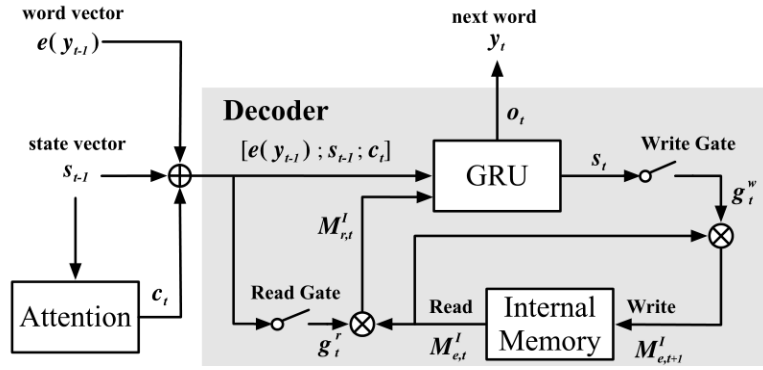 word vector
e(y_{t-1})
next word
y_t
Decoder
o_t
state vector
s_{t-1}
[e(y_{t-1}) ; s_{t-1} ; c_t]
GRU
s_t
Write Gate
g_t^w
M_{r,t}^I
Attention
c_t
Read Gate
g_t^r
Read
M_{e,t}^I
Internal
Memory
Write
M_{e,t+1}^I